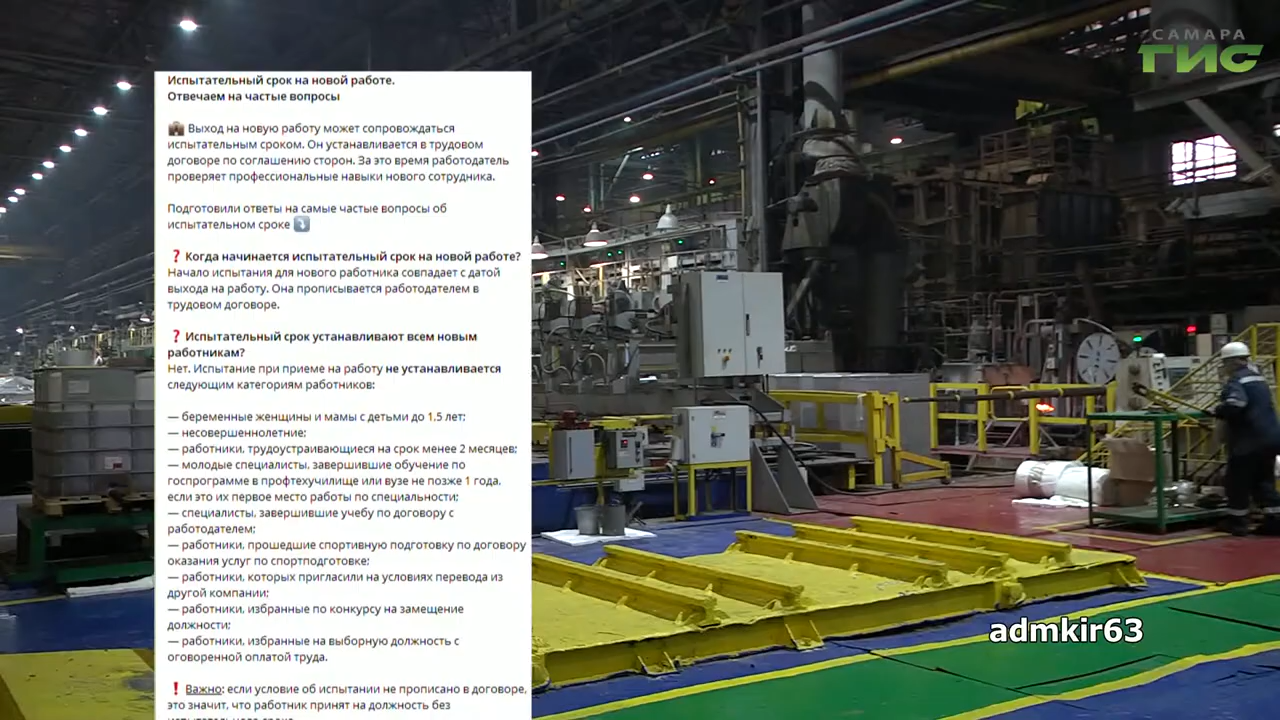 САМАРА
ГИС
Испытательный срок на новой работе.
Отвечаем на частые вопросы
Выход на новую работу может сопровождаться
испытательным сроком. Он устанавливается в трудовом
договоре по соглашению сторон. За это время работодатель
проверяет профессиональные навыки нового сотрудника.
Подготовили ответы на самые частые вопросы об
испытательном сроке ⤵️
❓ Когда начинается испытательный срок на новой работе?
Начало испытания для нового работника совпадает с датой
выхода на работу. Она прописывается работодателем в
трудовом договоре.
❓ Испытательный срок устанавливают всем новым
работникам?
Нет. Испытание при приеме на работу не устанавливается
следующим категориям работников:
— беременные женщины и мамы с детьми до 1,5 лет;
— несовершеннолетние;
— работники, трудоустраивающиеся на срок менее 2 месяцев;
— молодые специалисты, завершившие обучение по
госпрограмме в профтехучилище или вузе не позже 1 года,
если это их первое место работы по специальности;
— специалисты, завершившие учебу по договору с
работодателем;
— работники, прошедшие спортивную подготовку по договору
оказания услуг по спортподготовке;
— работники, которых пригласили на условиях перевода из
другой компании;
— работники, избранные по конкурсу на замещение
должности;
— работники, избранные на выборную должность с
оговоренной оплатой труда.
❗ Важно: если условие об испытании не прописано в договоре,
это значит, что работник принят на должность без
admkir63